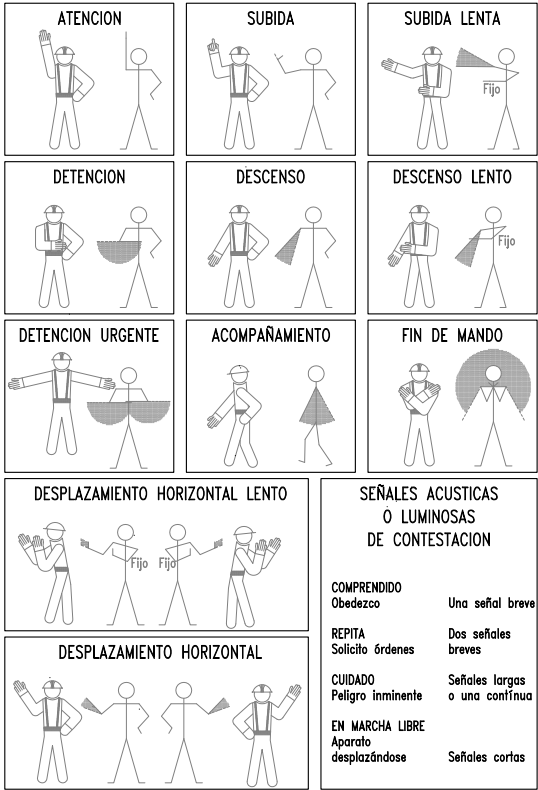 ATENCION
SUBIDA
SUBIDA LENTA
Fijo
DETENCION
DESCENSO
DESCENSO LENTO
Fijo
DETENCION URGENTE
ACOMPAÑAMIENTO
FIN DE MANDO
DESPLAZAMIENTO HORIZONTAL LENTO
Fijo
Fijo
DESPLAZAMIENTO HORIZONTAL
SEÑALES ACUSTICAS
O LUMINOSAS
DE CONTESTACION
COMPRENDIDO
Obedezco Una señal breve
REPITA Dos señales
Solicito órdenes breves
CUIDADO Señales largas
Peligro inminente o una contínua
EN MARCHA LIBRE
Aparato
desplazándose Señales cortas